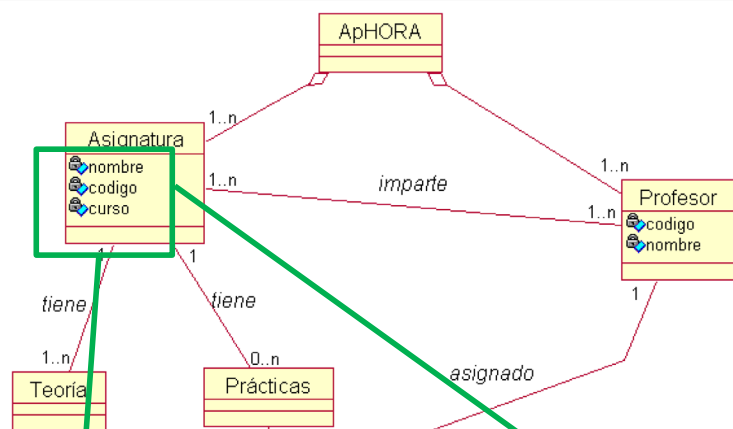 ApHORA
1..n
Asignatura
nombre
codigo
curso
1..n
imparte
1..n
1..n
Profesor
codigo
nombre
1
1
1
tiene
tiene
1..n
0..n
asignado
Teoría
Prácticas